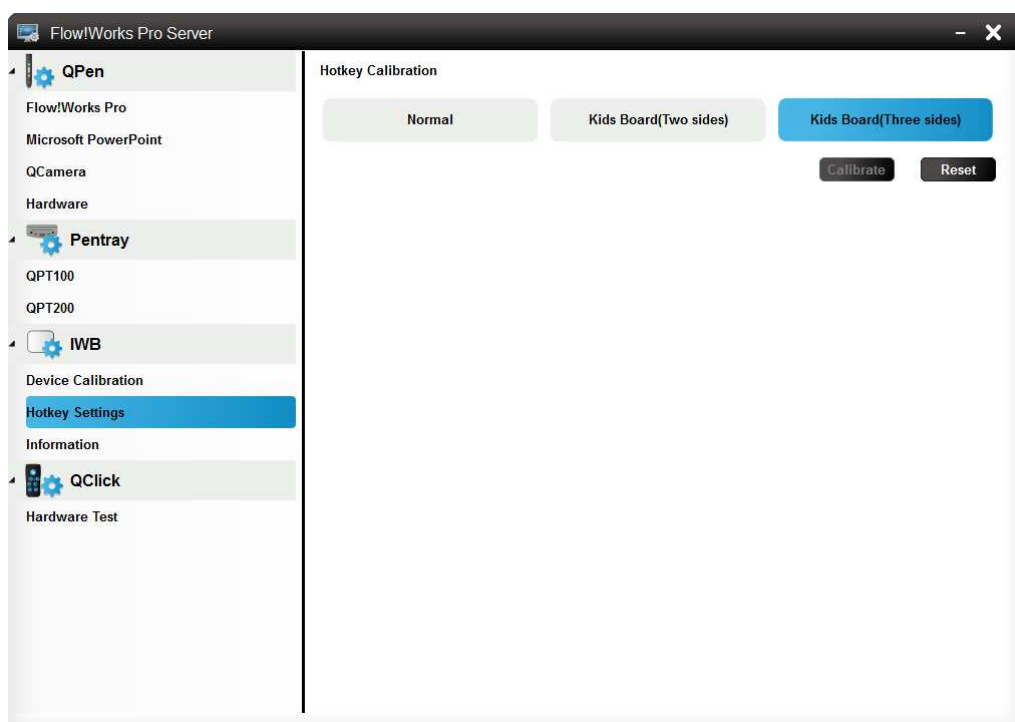 Flow!Works Pro Server
QPen
Flow!Works Pro
Microsoft PowerPoint
QCamera
Hardware
Pentray
QPT100
QPT200
IWB
Device Calibration
Hotkey Settings
Information
QClick
Hardware Test
Hotkey Calibration
Normal
Kids Board(Two sides)
Kids Board(Three sides)
Calibrate
Reset